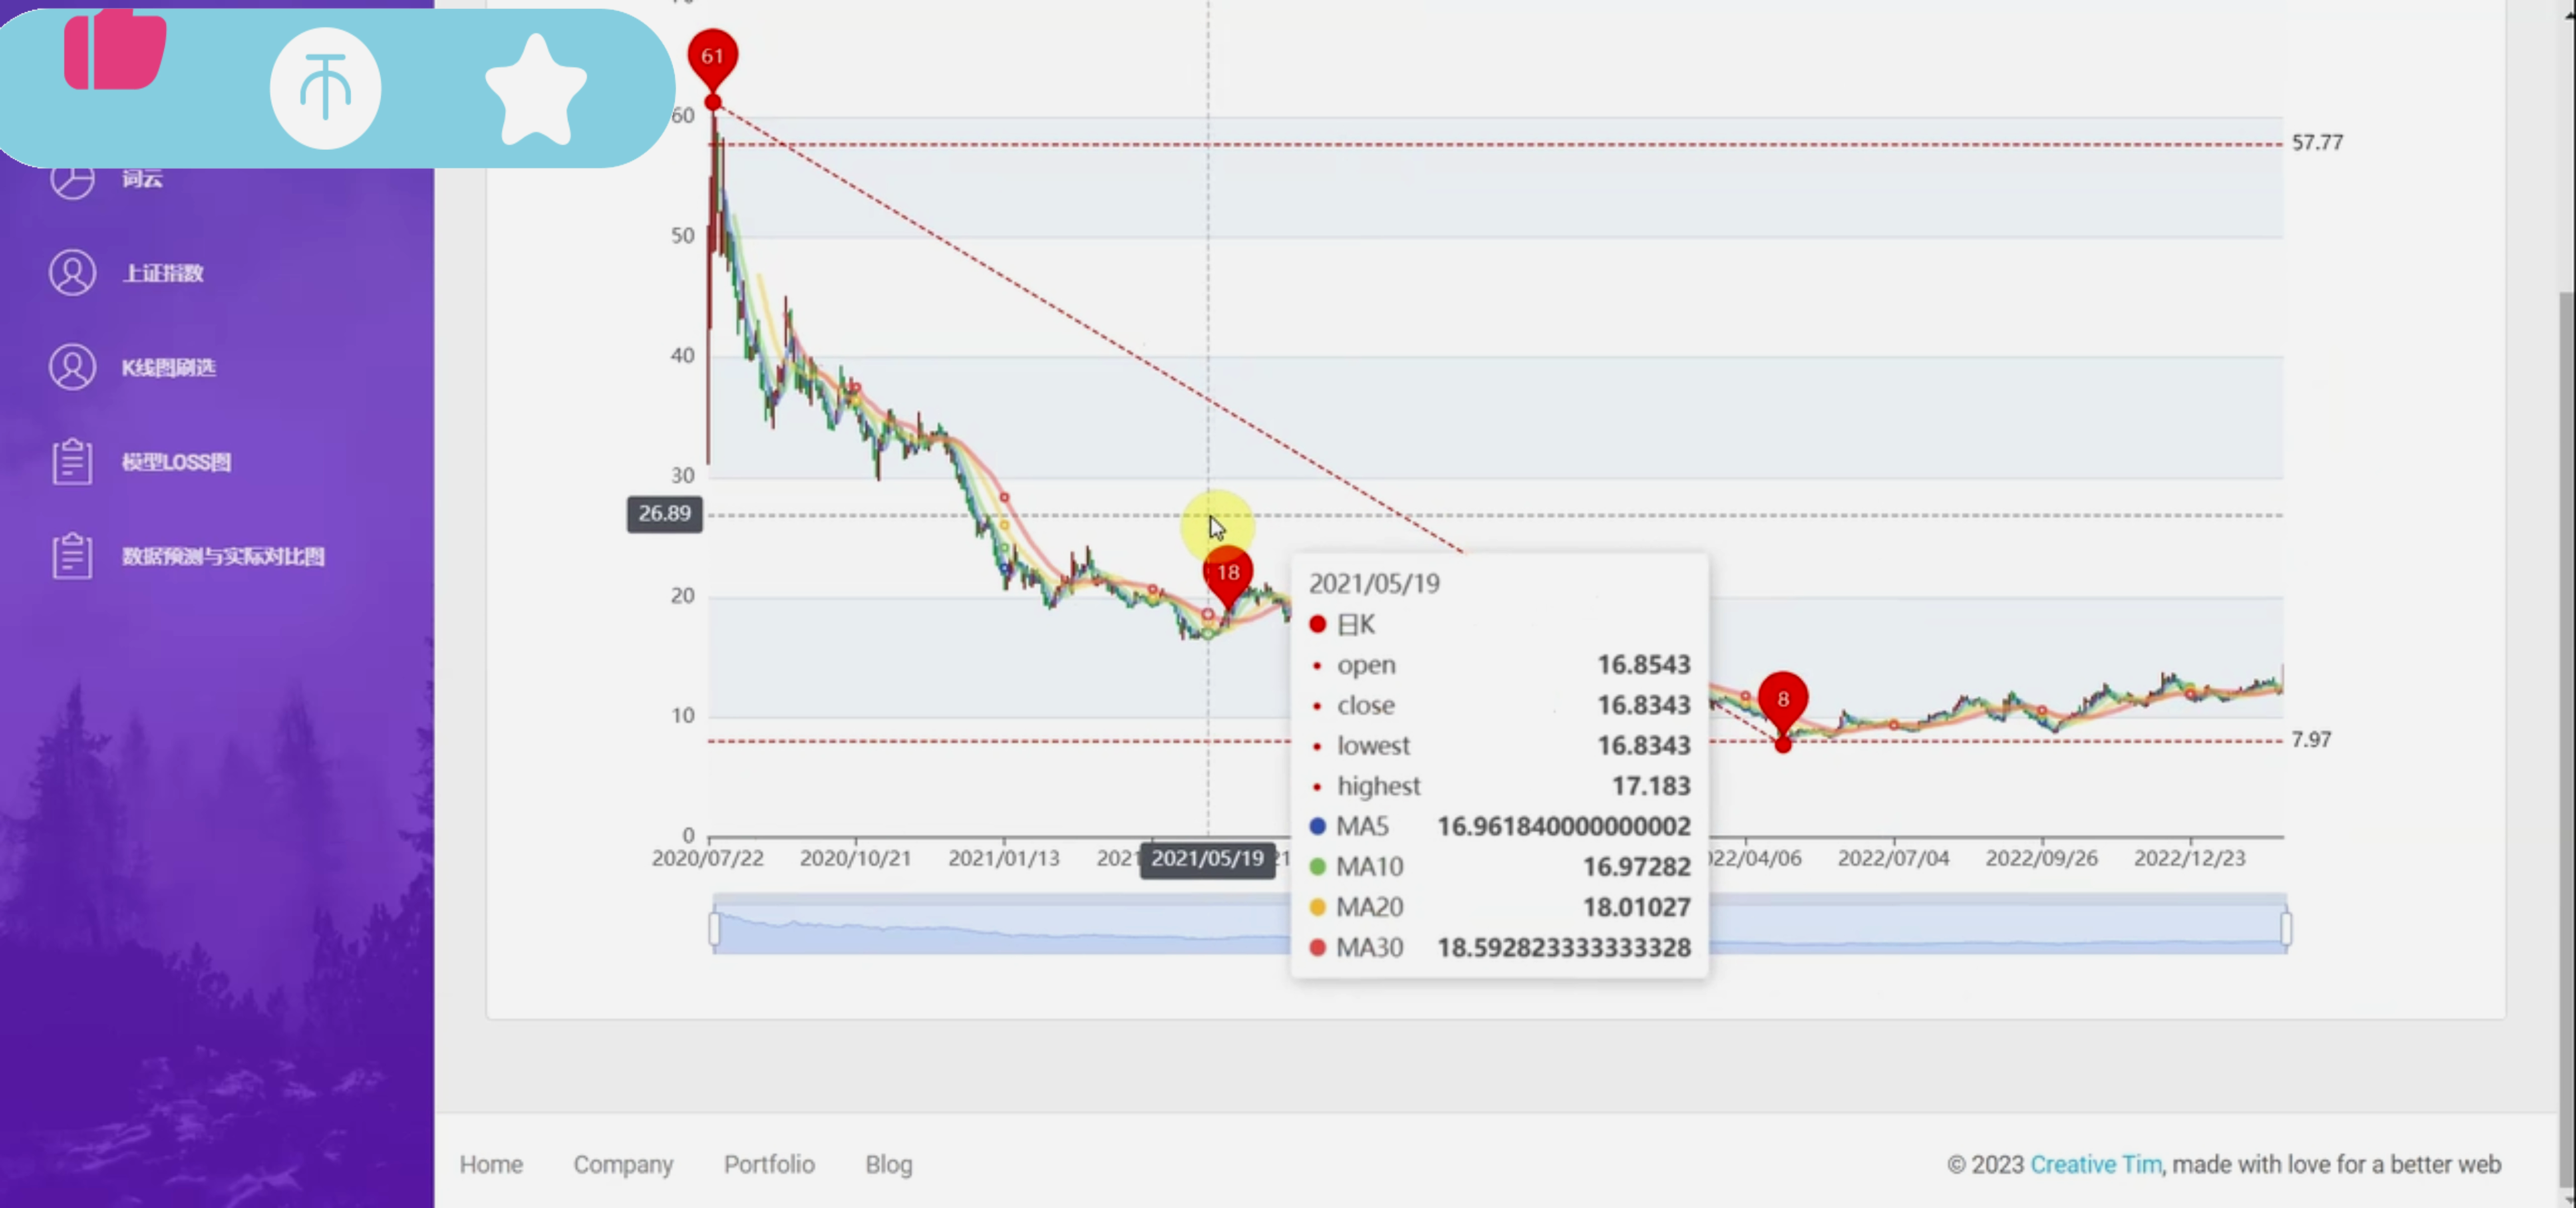 61
60
57.77
词云
50
上证指数
40
K线图刷选
30
模型LOSS图
26.89
数据预测与实际对比图
18
20
2021/05/19
日K
open 16.8543
close 16.8343
lowest 16.8343
highest 17.183
MA5 16.961840000000002
MA10 16.97282
MA20 18.01027
MA30 18.592823333333328
8
10
7.97
0
2020/07/22 2020/10/21 2021/01/13 2021/05/19 2022/07/04 2022/09/26 2022/12/23
Home Company Portfolio Blog
© 2023 Creative Tim, made with love for a better web